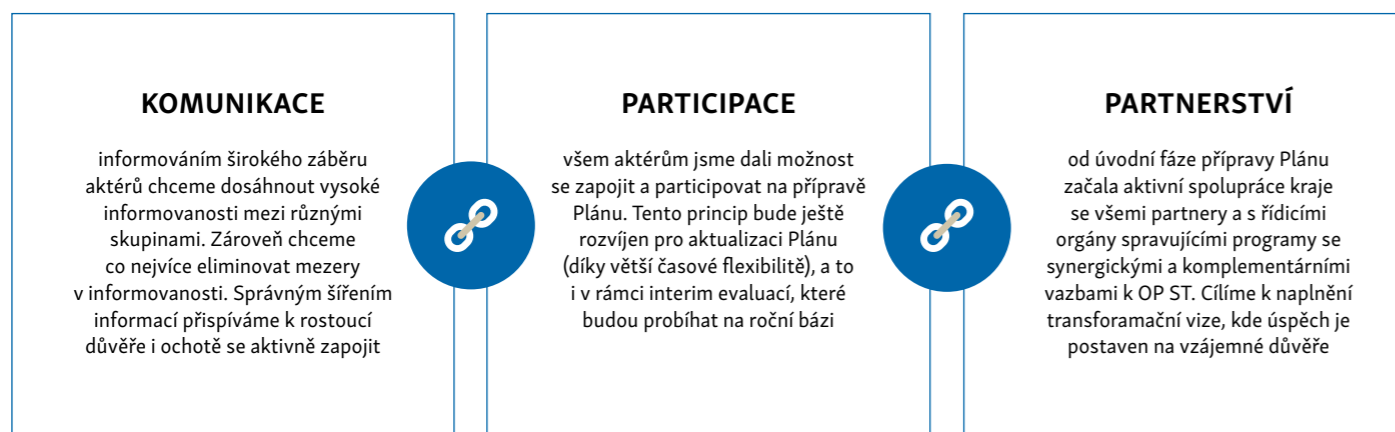 KOMUNIKACE
informováním širokého záběru
aktérů chceme dosáhnout vysoké
informovanosti mezi různými
skupinami. Zároveň chceme
co nejvíce eliminovat mezery
v informovanosti. Správným šířením
informací přispíváme k rostoucí
důvěře i ochotě se aktivně zapojit
PARTICIPACE
všem aktérům jsme dali možnost
se zapojit a participovat na přípravě
Plánu. Tento princip bude ještě
rozvíjen pro aktualizaci Plánu
(díky větší časové flexibilitě), a to
i v rámci interim evaluací, které
budou probíhat na roční bázi
PARTNERSTVÍ
od úvodní fáze přípravy Plánu
začala aktivní spolupráce kraje
se všemi partnery a s řídicími
orgány spravujícími programy se
synergickými a komplementárními
vazbami k OP ST. Cílíme k naplnění
transforamační vize, kde úspěch je
postaven na vzájemné důvěře